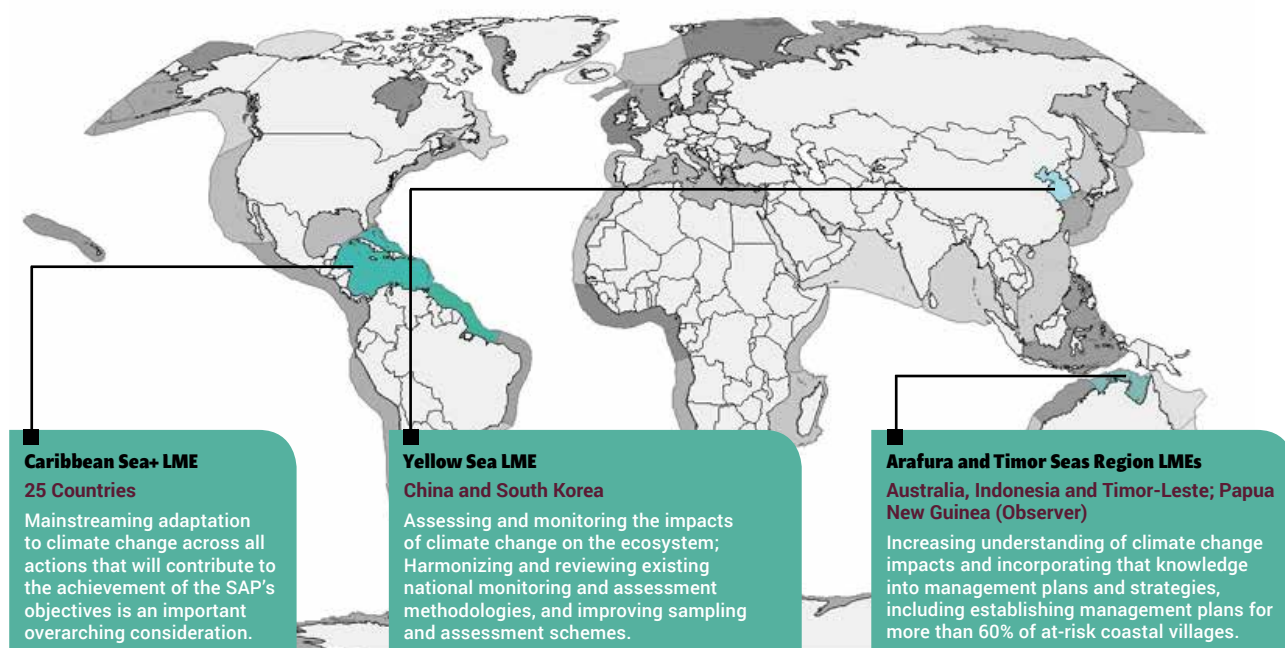 Caribbean Sea+ LME
25 Countries
Mainstreaming adaptation
to climate change across all
actions that will contribute to
the achievement of the SAP's
objectives is an important
overarching consideration.
Yellow Sea LME
China and South Korea
Assessing and monitoring the impacts
of climate change on the ecosystem;
Harmonizing and reviewing existing
national monitoring and assessment
methodologies, and improving sampling
and assessment schemes.
Arafura and Timor Seas Region LMEs
Australia, Indonesia and Timor-Leste; Papua
New Guinea (Observer)
Increasing understanding of climate change
impacts and incorporating that knowledge
into management plans and strategies,
including establishing management plans for
more than 60% of at-risk coastal villages.